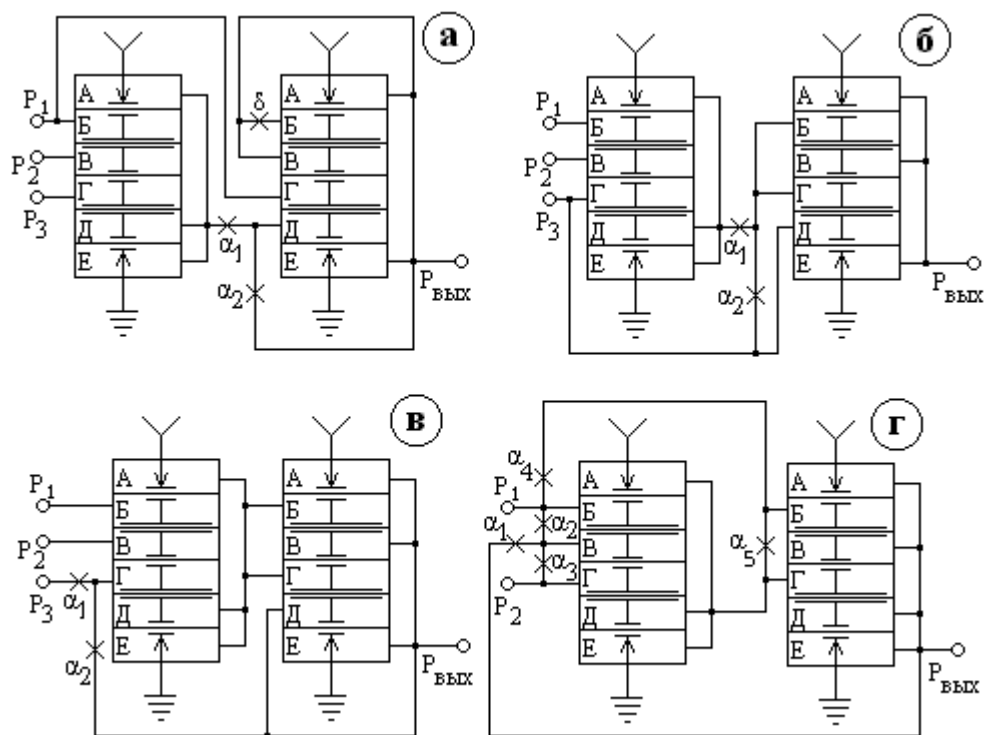 а
P1
P2
P3
А
Б
В
Г
Д
Е
α1
α2
δ
А
Б
В
Г
Д
Е
Pвых
б
P1
P2
P3
А
Б
В
Г
Д
Е
α1
α2
А
Б
В
Г
Д
Е
Pвых
в
P1
P2
P3
α1
α2
А
Б
В
Г
Д
Е
А
Б
В
Г
Д
Е
Pвых
г
α4
P1
α1
α2
α3
P2
А
Б
В
Г
Д
Е
α5
А
Б
В
Г
Д
Е
Pвых